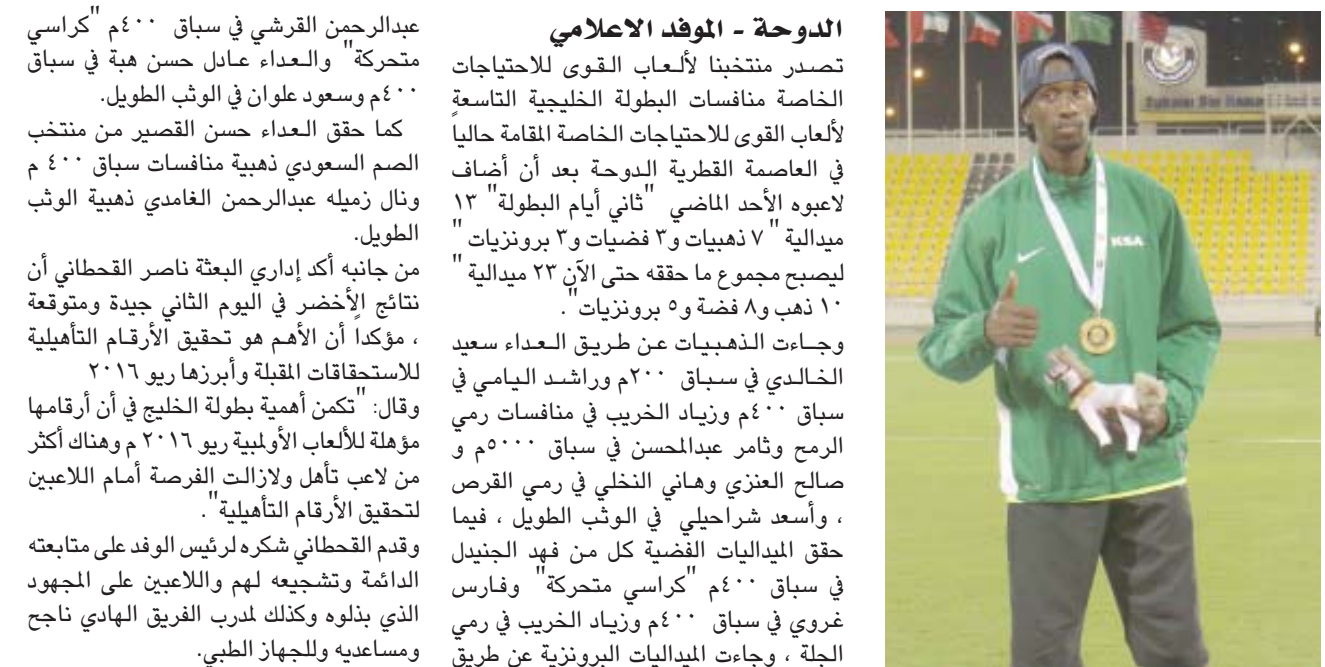 الدوحة - الموفد الاعلامي
تصدر منتخبنا لألعاب القوى للاحتياجات
الخاصة منافسات البطولة الخليجية التاسعة
لألعاب القوى للاحتياجات الخاصة المقامة حالياً
في العاصمة القطرية الدوحة بعد أن أضاف
لاعبوه الأحد الماضي "ثاني أيام البطولة" ١٣
ميدالية " ٧ ذهبيات و٣ فضيات و٣ برونزيات "
ليصبح مجموع ما حققه حتى الآن ٢٣ ميدالية "
١٠ ذهب و٨ فضة و٥ برونزيات".
وجاءت الذهبيات عن طريق العداء سعيد
الخالدي في سباق ٢٠٠م وراشد اليامي في
سباق ٤٠٠م وزياد الخريب في منافسات رمي
الرمح وثامر عبدالمحسن في سباق ٥٠٠٠م و
صالح العنزي وهاني النخلي في رمي القرص
، وأسعد شراحيلي في الوثب الطويل ، فيما
حقق الميداليات الفضية كل من فهد الجنيدل
في سباق ٤٠٠م "كراسي متحركة" وفارس
غروي في سباق ٤٠٠م وزياد الخريب في رمي
الجلة ، وجاءت الميداليات البرونزية عن طريق
عبدالرحمن القرشي في سباق ٤٠٠م "كراسي
متحركة" والعداء عادل حسن هبة في سباق
٤٠٠م وسعود علوان في الوثب الطويل.
كما حقق العداء حسن القصير من منتخب
الصم السعودي ذهبية منافسات سباق ٤٠٠ م
ونال زميله عبدالرحمن الغامدي ذهبية الوثب
الطويل.
من جانبه أكد إداري البعثة ناصر القحطاني أن
نتائج الأخضر في اليوم الثاني جيدة ومتوقعة
، مؤكداً أن الأهم هو تحقيق الأرقام التأهيلية
للاستحقاقات المقبلة وأبرزها ريو ٢٠١٦
وقال: "تكمن أهمية بطولة الخليج في أن أرقامها
مؤهلة للألعاب الأولمبية ريو ٢٠١٦ م وهناك أكثر
من لاعب تأهل ولازالت الفرصة أمام اللاعبين
لتحقيق الأرقام التأهيلية".
وقدم القحطاني شكره لرئيس الوفد على متابعته
الدائمة وتشجيعه لهم واللاعبين على المجهود
الذي بذلوه وكذلك لمدرب الفريق الهادي ناجح
ومساعديه وللجهاز الطبي.
KSA